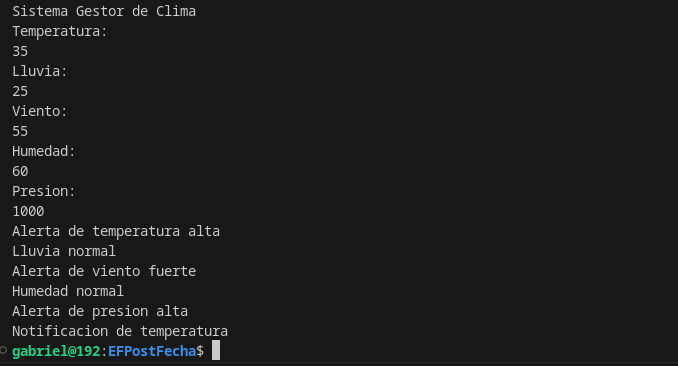 Sistema Gestor de Clima
Temperatura:
35
Lluvia:
25
Viento:
55
Humedad:
60
Presion:
1000
Alerta de temperatura alta
Lluvia normal
Alerta de viento fuerte
Humedad normal
Alerta de presion alta
Notificacion de temperatura
gabriel@192:EFPostFecha$